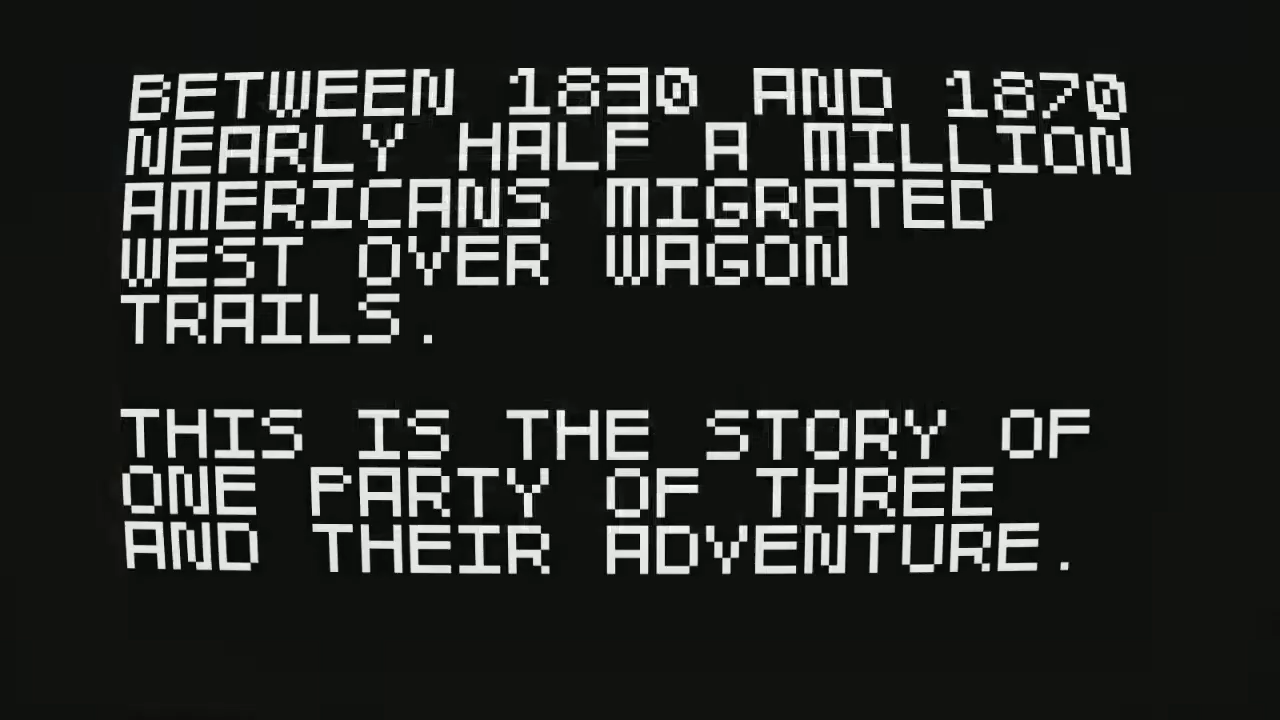 BETWEEN 1830 AND 1870
NEARLY HALF A MILLION
AMERICANS MIGRATED
WEST OVER WAGON
TRAILS.
THIS IS THE STORY OF
ONE PARTY OF THREE
AND THEIR ADVENTURE.